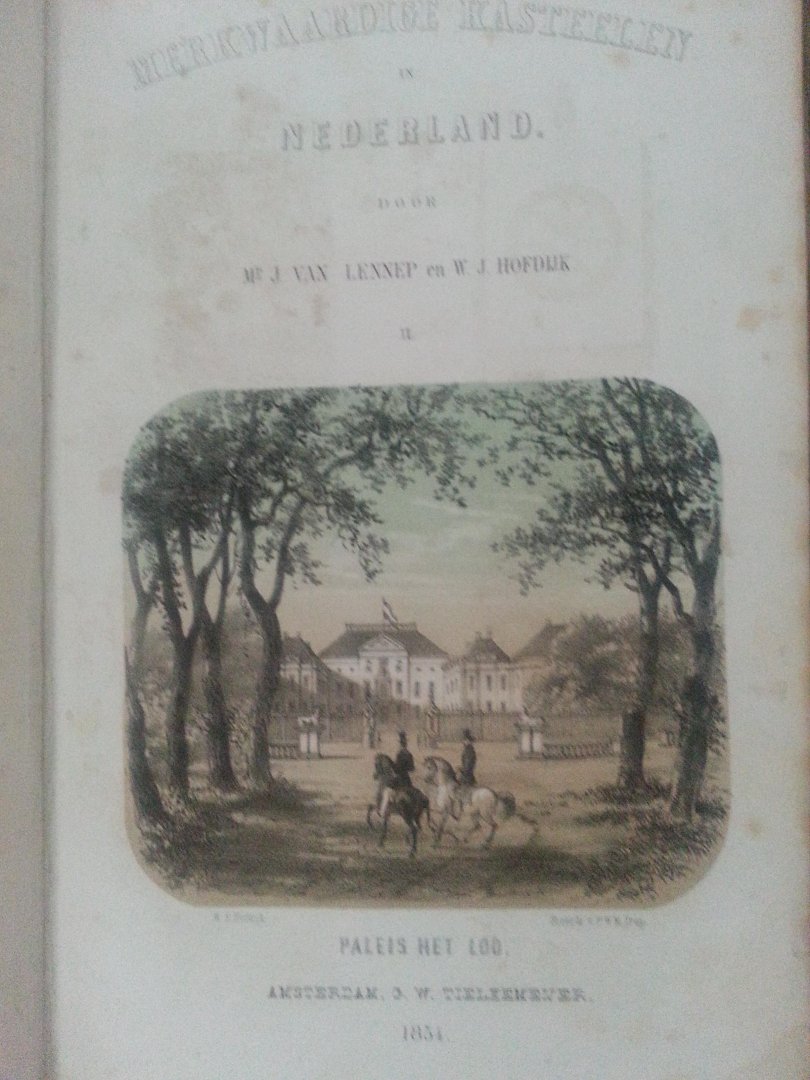 MERKWAARDIGE KASTEELEN
IN
NEDERLAND.
DOOR
Mr J. VAN LENNEP en W. J. HOFDIJK
II.
PALEIS HET LOO.
AMSTERDAM, G. W. TIELKEMEIJER.
1854.